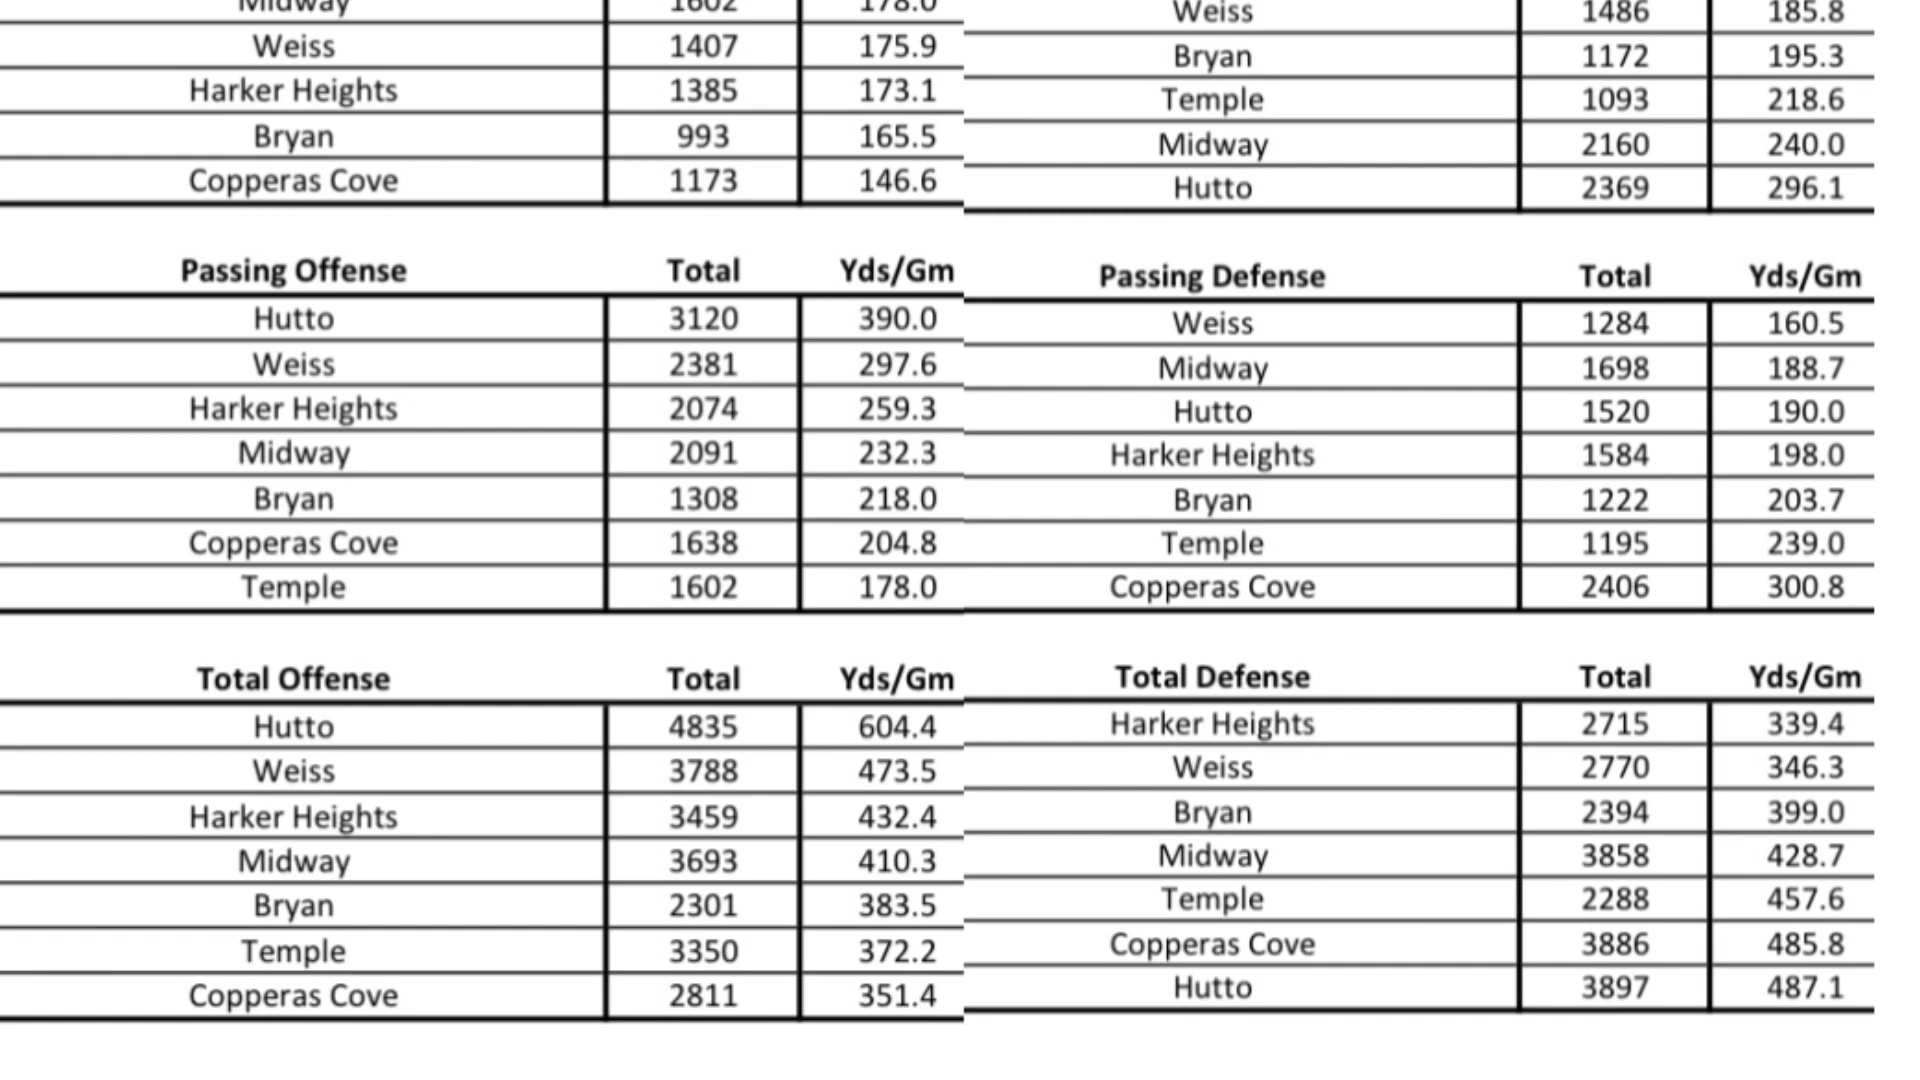 Midway 1602 178.0
Weiss 1407 175.9
Harker Heights 1385 173.1
Bryan 993 165.5
Copperas Cove 1173 146.6
Passing Offense Total Yds/Gm
Hutto 3120 390.0
Weiss 2381 297.6
Harker Heights 2074 259.3
Midway 2091 232.3
Bryan 1308 218.0
Copperas Cove 1638 204.8
Temple 1602 178.0
Total Offense Total Yds/Gm
Hutto 4835 604.4
Weiss 3788 473.5
Harker Heights 3459 432.4
Midway 3693 410.3
Bryan 2301 383.5
Temple 3350 372.2
Copperas Cove 2811 351.4
Weiss 1486 185.8
Bryan 1172 195.3
Temple 1093 218.6
Midway 2160 240.0
Hutto 2369 296.1
Passing Defense Total Yds/Gm
Weiss 1284 160.5
Midway 1698 188.7
Hutto 1520 190.0
Harker Heights 1584 198.0
Bryan 1222 203.7
Temple 1195 239.0
Copperas Cove 2406 300.8
Total Defense Total Yds/Gm
Harker Heights 2715 339.4
Weiss 2770 346.3
Bryan 2394 399.0
Midway 3858 428.7
Temple 2288 457.6
Copperas Cove 3886 485.8
Hutto 3897 487.1